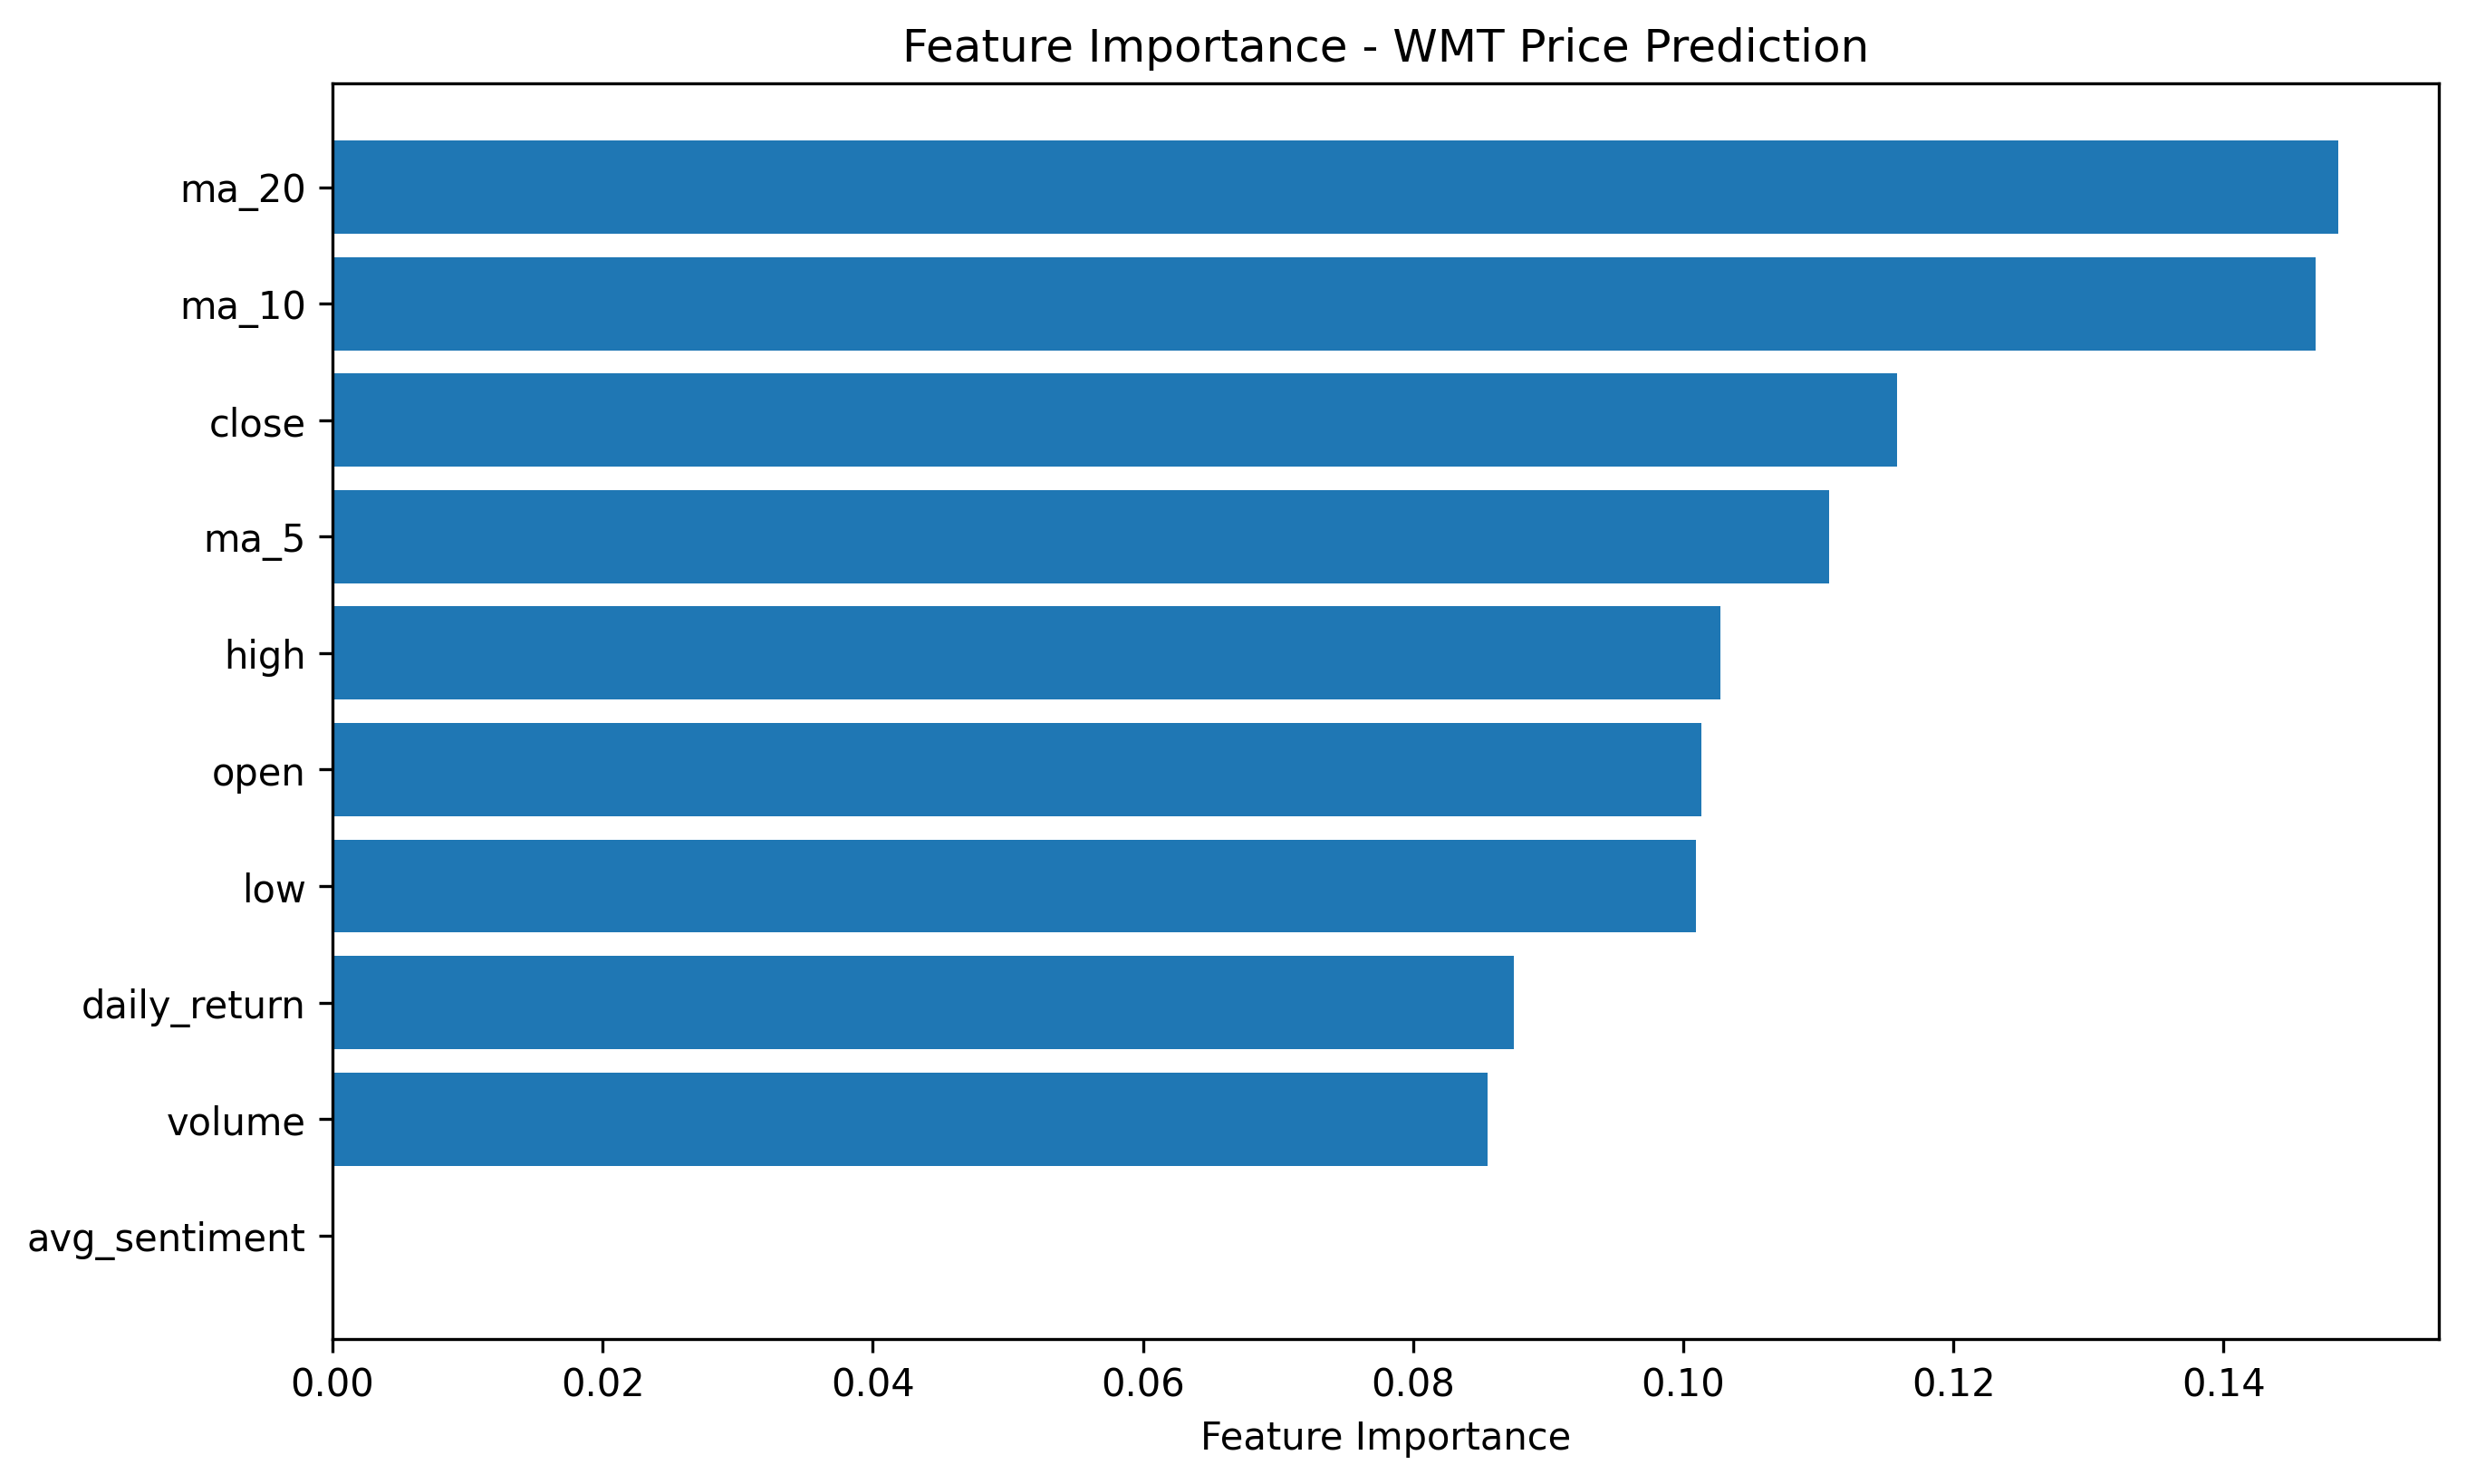 Feature Importance - WMT Price Prediction
ma_20
ma_10
close
ma_5
high
open
low
daily_return
volume
avg_sentiment
0.00 0.02 0.04 0.06 0.08 0.10 0.12 0.14
Feature Importance